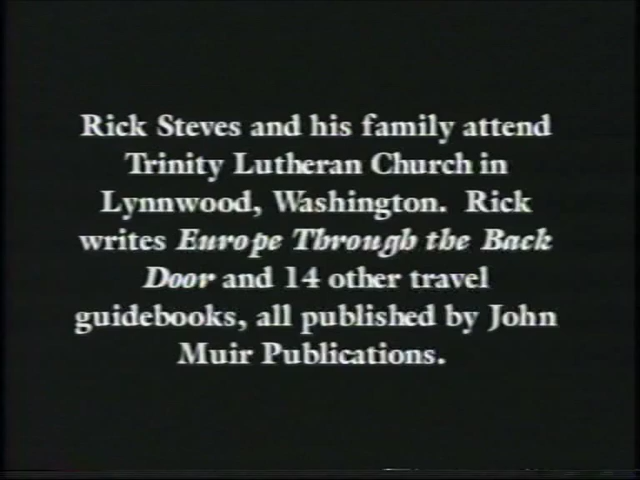 Rick Steves and his family attend
Trinity Lutheran Church in
Lynnwood, Washington. Rick
writes Europe Through the Back
Door and 14 other travel
guidebooks, all published by John
Muir Publications.